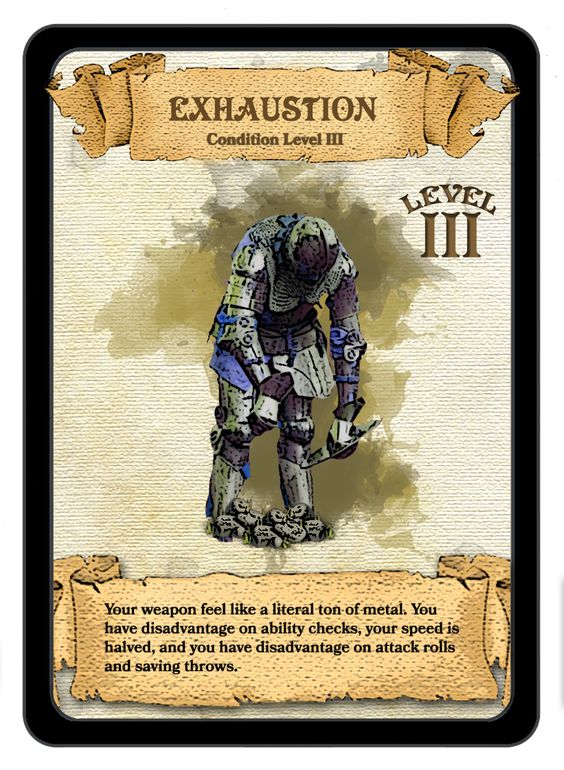 EXHAUSTION
Condition Level III
LEVEL
III
Your weapon feel like a literal ton of metal. You
have disadvantage on ability checks, your speed is
halved, and you have disadvantage on attack rolls
and saving throws.